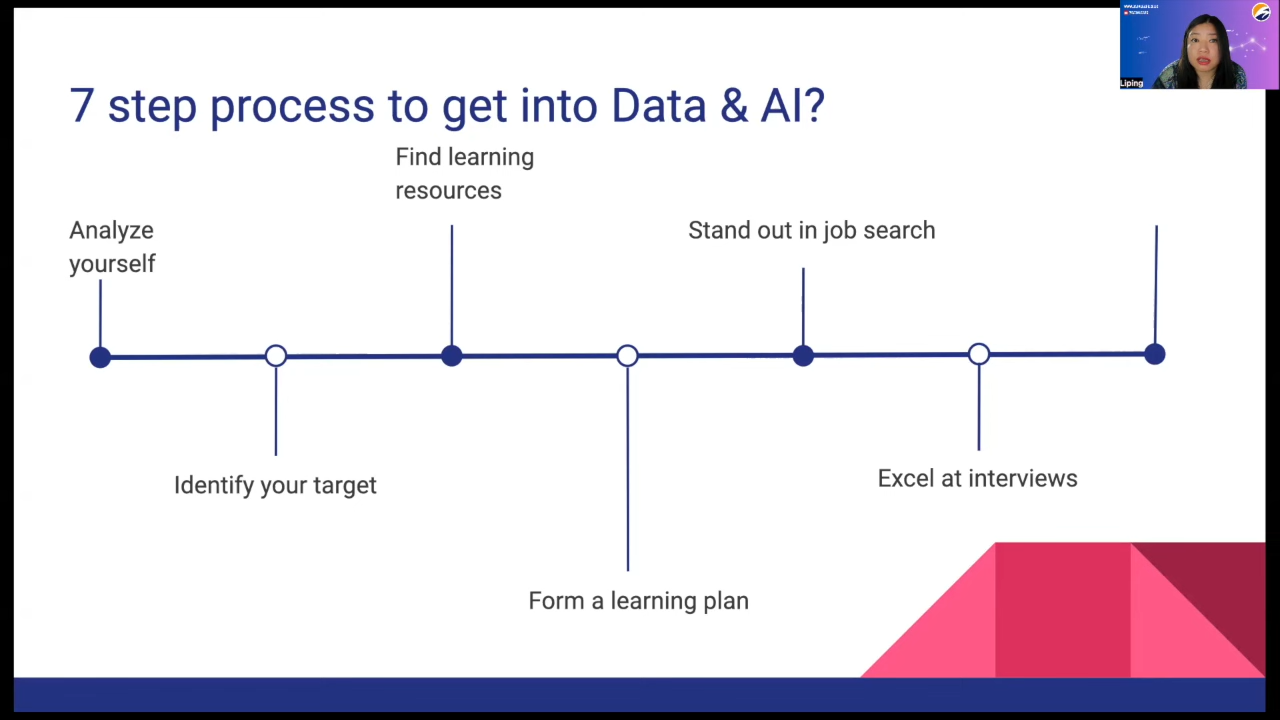 7 step process to get into Data & AI?
Find learning
resources
Analyze
yourself
Stand out in job search
Identify your target
Excel at interviews
Form a learning plan
Liping